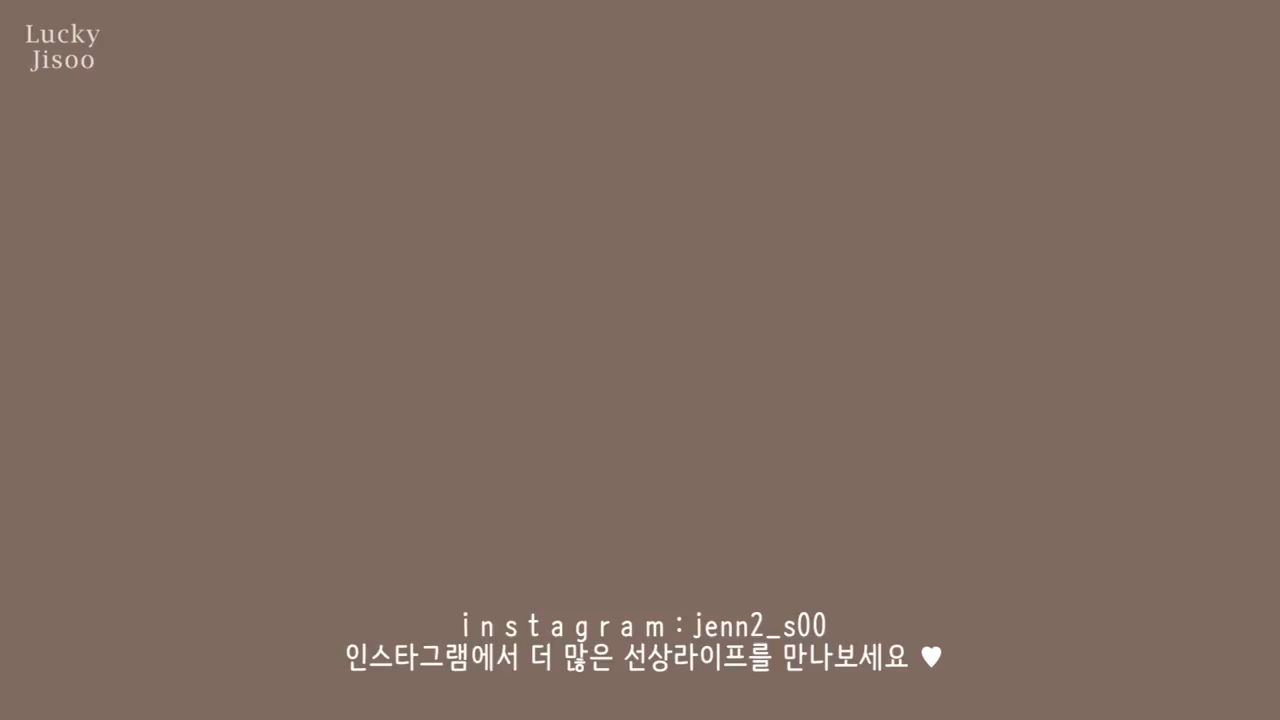 Lucky
Jisoo
instagram : jenn2_s00
인스타그램에서 더 많은 선상라이프를 만나보세요 ♥